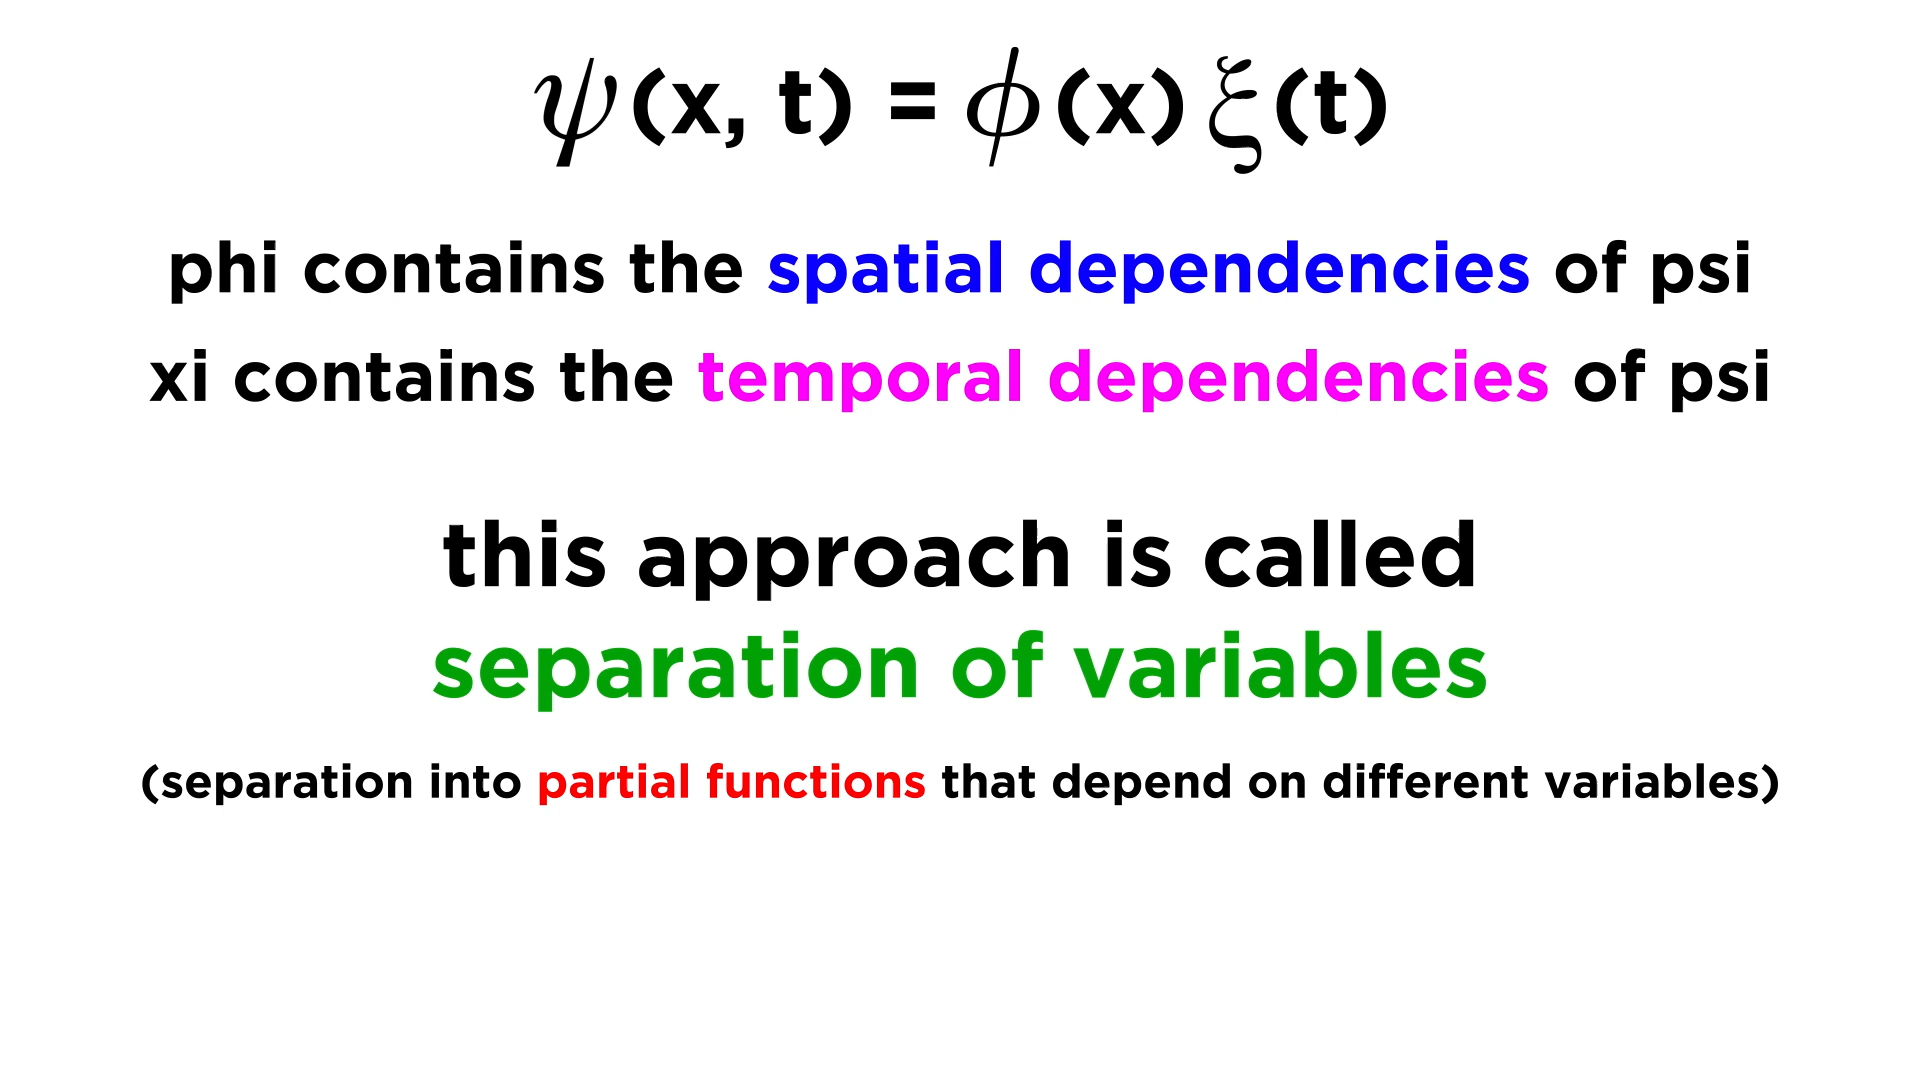 ψ(x, t) = ϕ(x) ξ(t)
phi contains the spatial dependencies of psi
xi contains the temporal dependencies of psi
this approach is called
separation of variables
(separation into partial functions that depend on different variables)